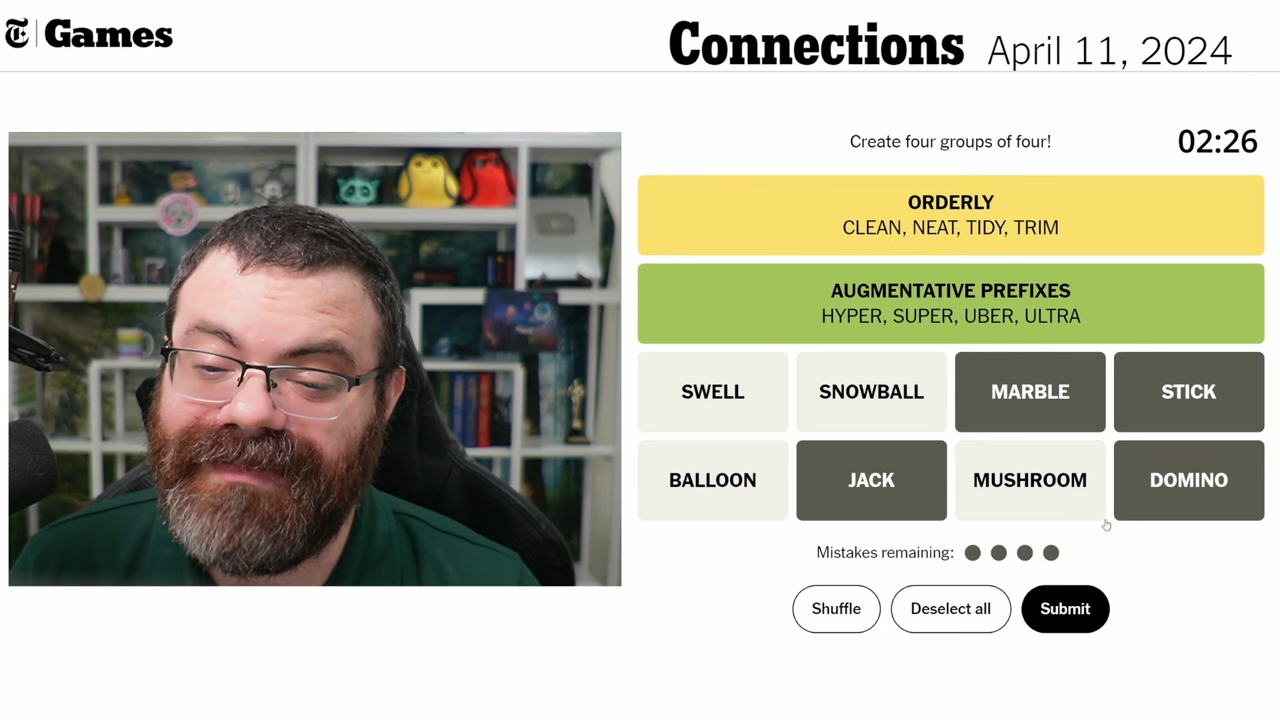 Games
Connections April 11, 2024
Create four groups of four!
02:26
ORDERLY
CLEAN, NEAT, TIDY, TRIM
AUGMENTATIVE PREFIXES
HYPER, SUPER, UBER, ULTRA
SWELL SNOWBALL MARBLE STICK
BALLOON JACK MUSHROOM DOMINO
Mistakes remaining:
Shuffle Deselect all Submit